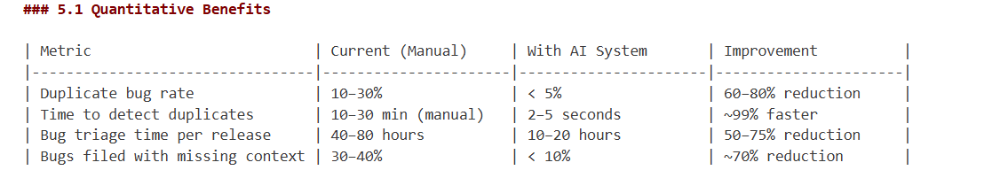 ### 5.1 Quantitative Benefits
| Metric | Current (Manual) | With AI System | Improvement |
|---------------------------------|----------------------|----------------------|----------------------|
| Duplicate bug rate | 10–30% | < 5% | 60–80% reduction |
| Time to detect duplicates | 10–30 min (manual) | 2–5 seconds | ~99% faster |
| Bug triage time per release | 40–80 hours | 10–20 hours | 50–75% reduction |
| Bugs filed with missing context | 30–40% | < 10% | ~70% reduction |